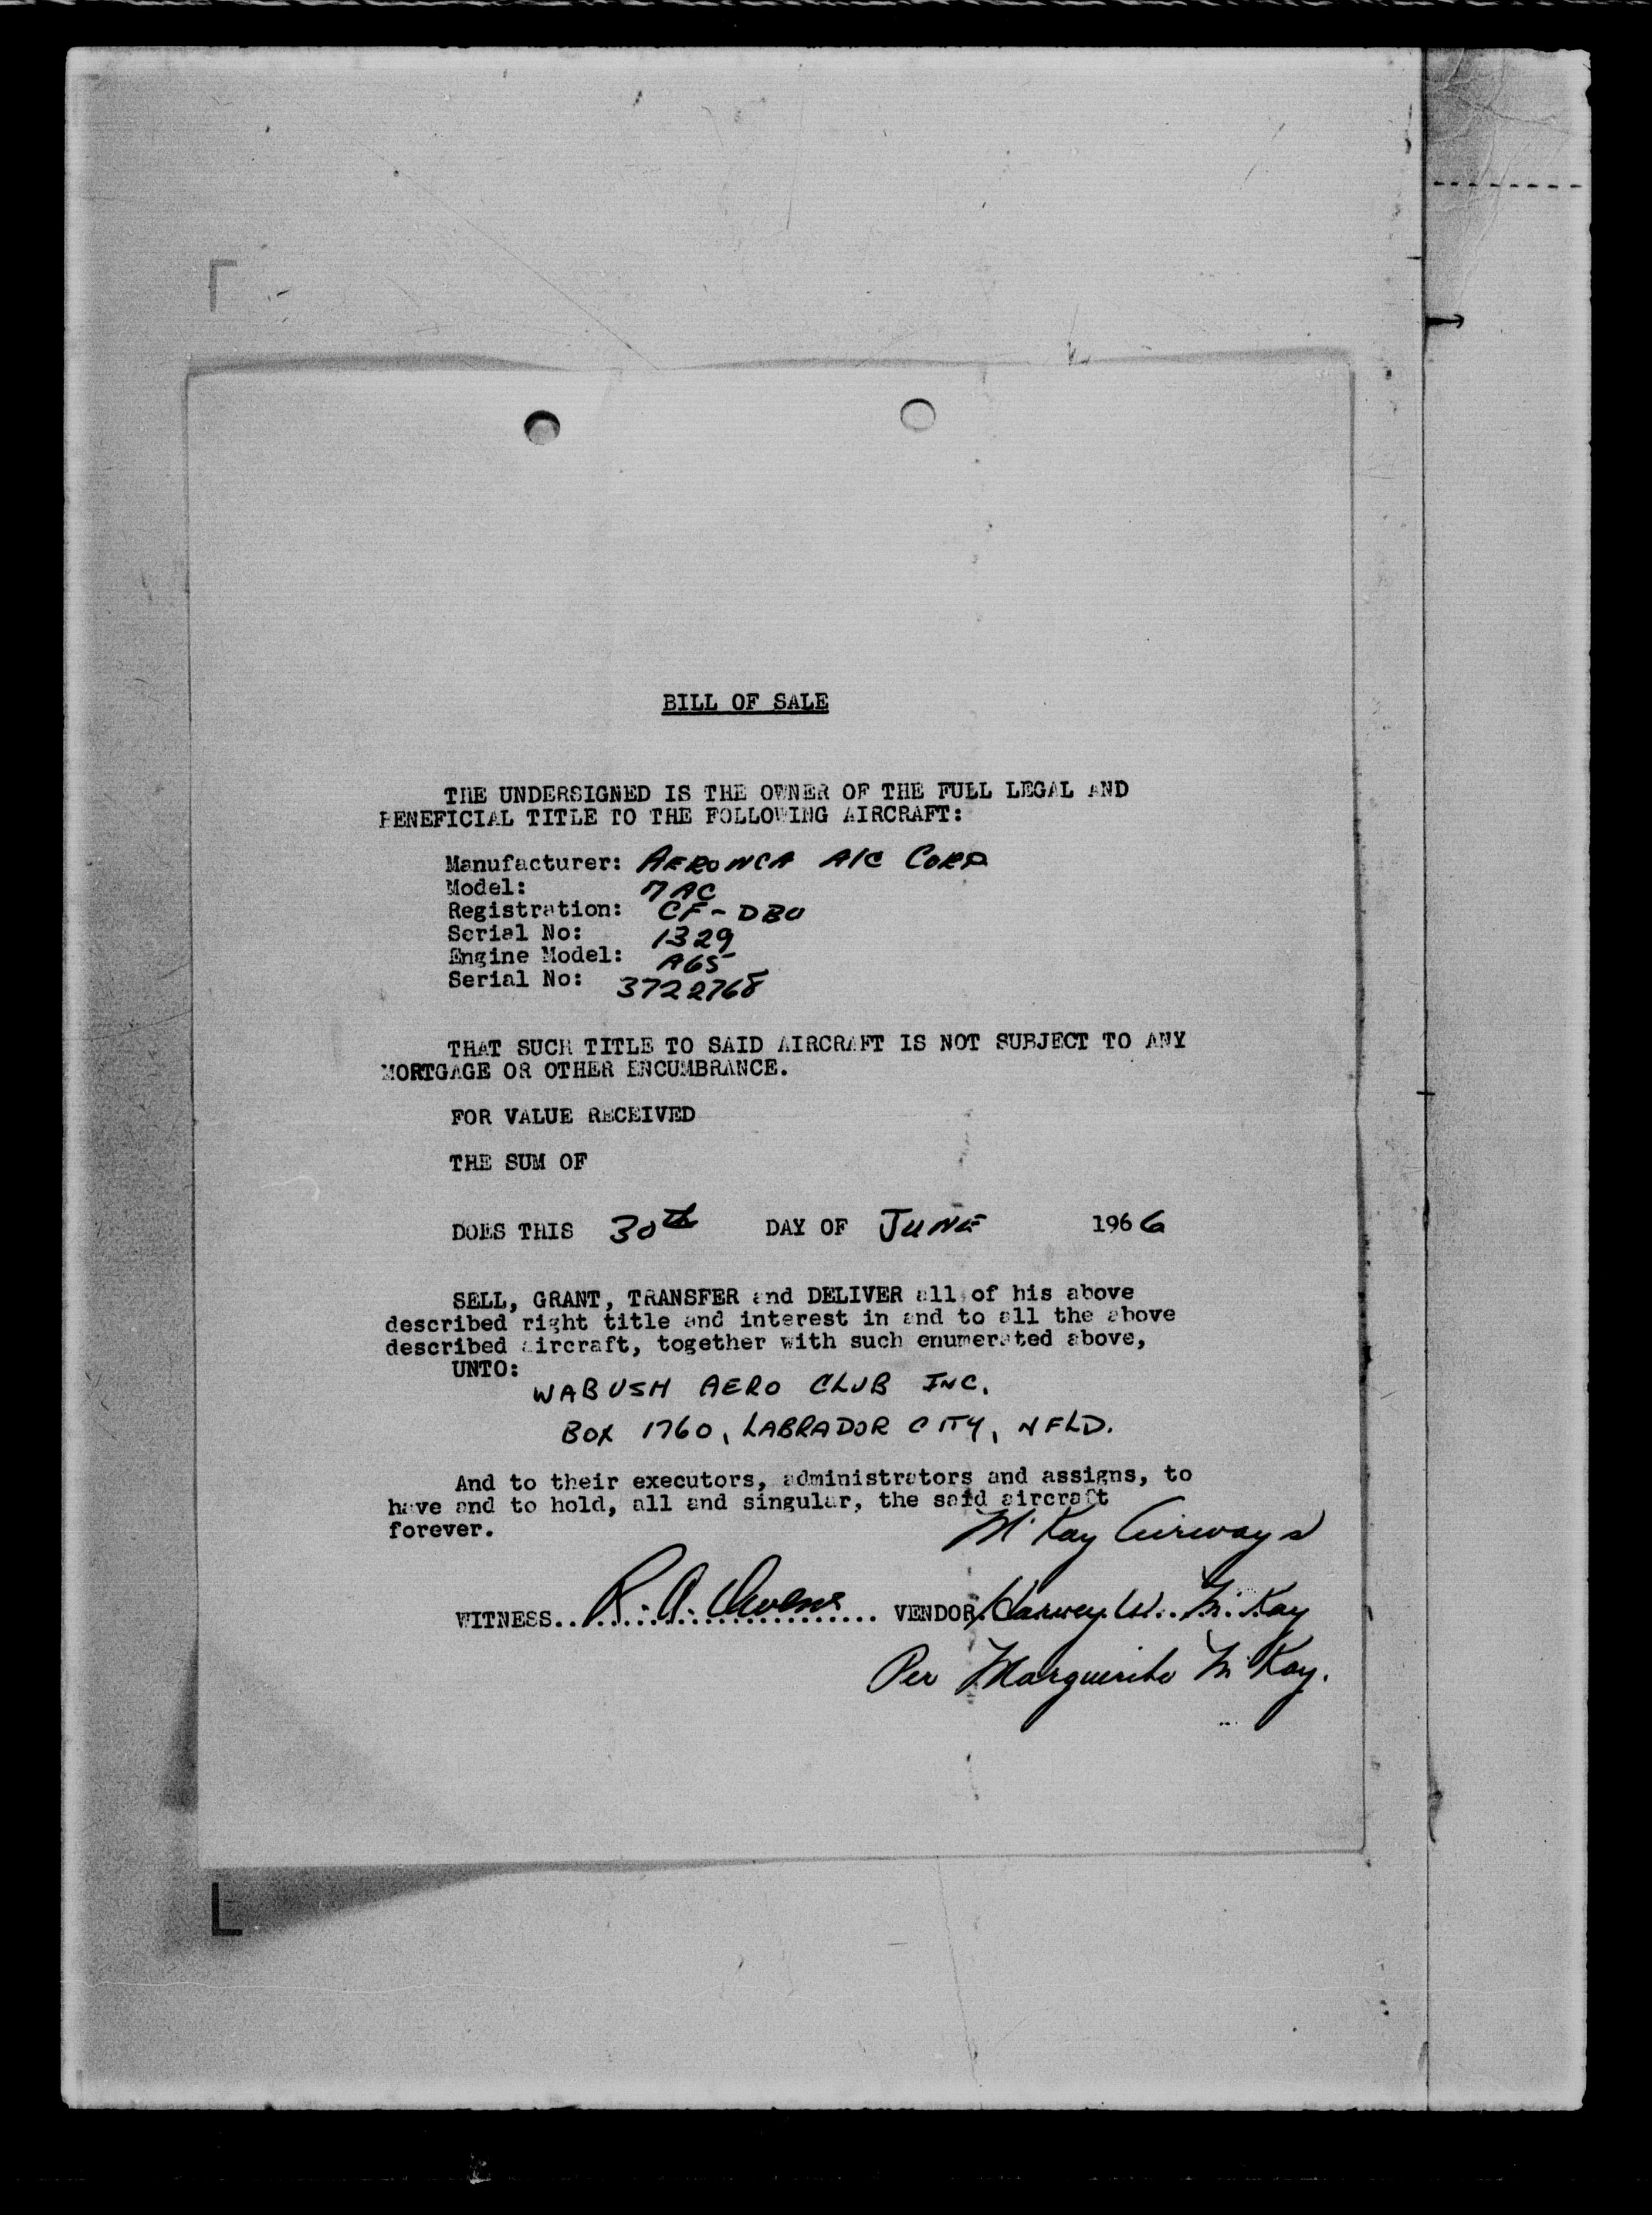 BILL OF SALE
THE UNDERSIGNED IS THE OWNER OF THE FULL LEGAL AND
BENEFICIAL TITLE TO THE FOLLOWING AIRCRAFT:
Manufacturer: AERONCA A/C CORP
Model: 7AC
Registration: CF-DBU
Serial No: 1329
Engine Model: A65
Serial No: 3722768
THAT SUCH TITLE TO SAID AIRCRAFT IS NOT SUBJECT TO ANY
MORTGAGE OR OTHER ENCUMBRANCE.
FOR VALUE RECEIVED
THE SUM OF
DOES THIS 30th DAY OF JUNE 1966
SELL, GRANT, TRANSFER and DELIVER all of his above
described right title and interest in and to all the above
described aircraft, together with such enumerated above,
UNTO:
WABUSH AERO CLUB INC.
BOX 1760, LABRADOR CITY, NFLD.
And to their executors, administrators and assigns, to
have and to hold, all and singular, the said aircraft
forever.
McKay Airways
WITNESS.. R. A. Owens ... VENDOR. Harvey W. McKay
Per Marguerite McKay.